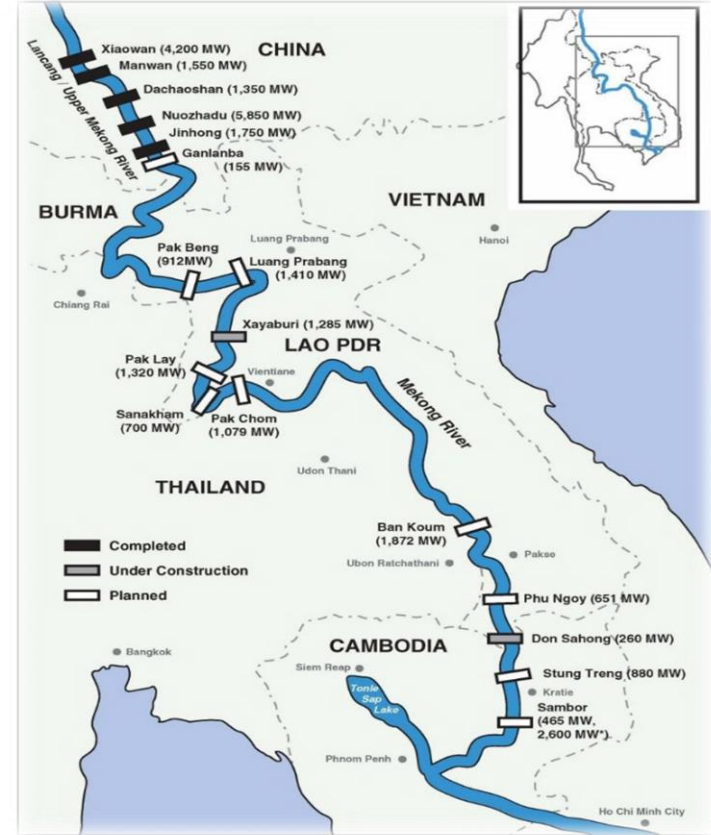 Xiaowan (4,200 MW)
CHINA
Manwan (1,550 MW)
Lancang / Upper Mekong River
Dachaoshan (1,350 MW)
Nuozhadu (5,850 MW)
Jinhong (1,750 MW)
Ganlanba
(155 MW)
VIETNAM
BURMA
Hanoi
Luang Prabang
Pak Beng
(912MW)
Luang Prabang
(1,410 MW)
Chiang Rai
Xayaburi (1,285 MW)
LAO PDR
Pak Lay
(1,320 MW)
Vientiane
Mekong River
Sanakham
(700 MW)
Pak Chom
(1,079 MW)
Udon Thani
THAILAND
Ban Koum
(1,872 MW)
Completed
Pakse
Ubon Ratchathani
Under Construction
Planned
Phu Ngoy (651 MW)
Don Sahong (260 MW)
CAMBODIA
Bangkok
Siem Reap
Stung Treng (880 MW)
Tonle
Sap
Lake
Kratie
Sambor
(465 MW,
2,600 MW*)
Phnom Penh
Ho Chi Minh City